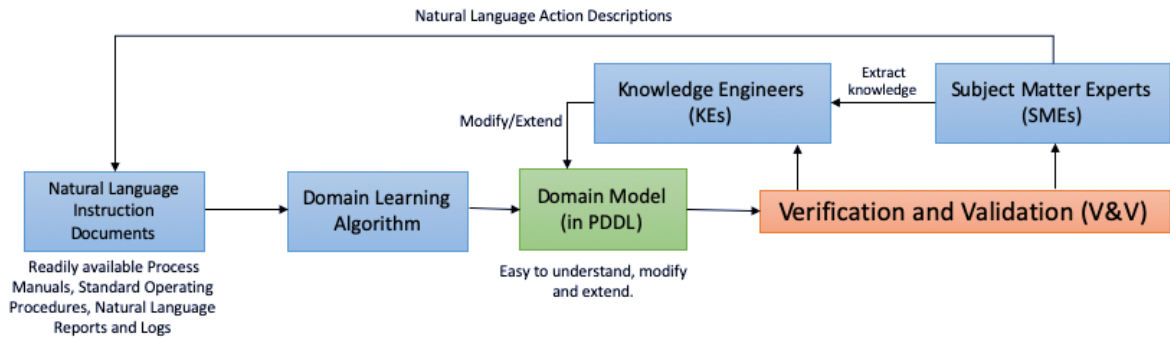 Natural Language Action Descriptions
Extract
knowledge
Knowledge Engineers
(KEs)
Subject Matter Experts
(SMEs)
Modify/Extend
Natural Language
Instruction
Documents
Domain Learning
Algorithm
Domain Model
(in PDDL)
Verification and Validation (V&V)
Readily available Process
Manuals, Standard Operating
Procedures, Natural Language
Reports and Logs
Easy to understand, modify
and extend.